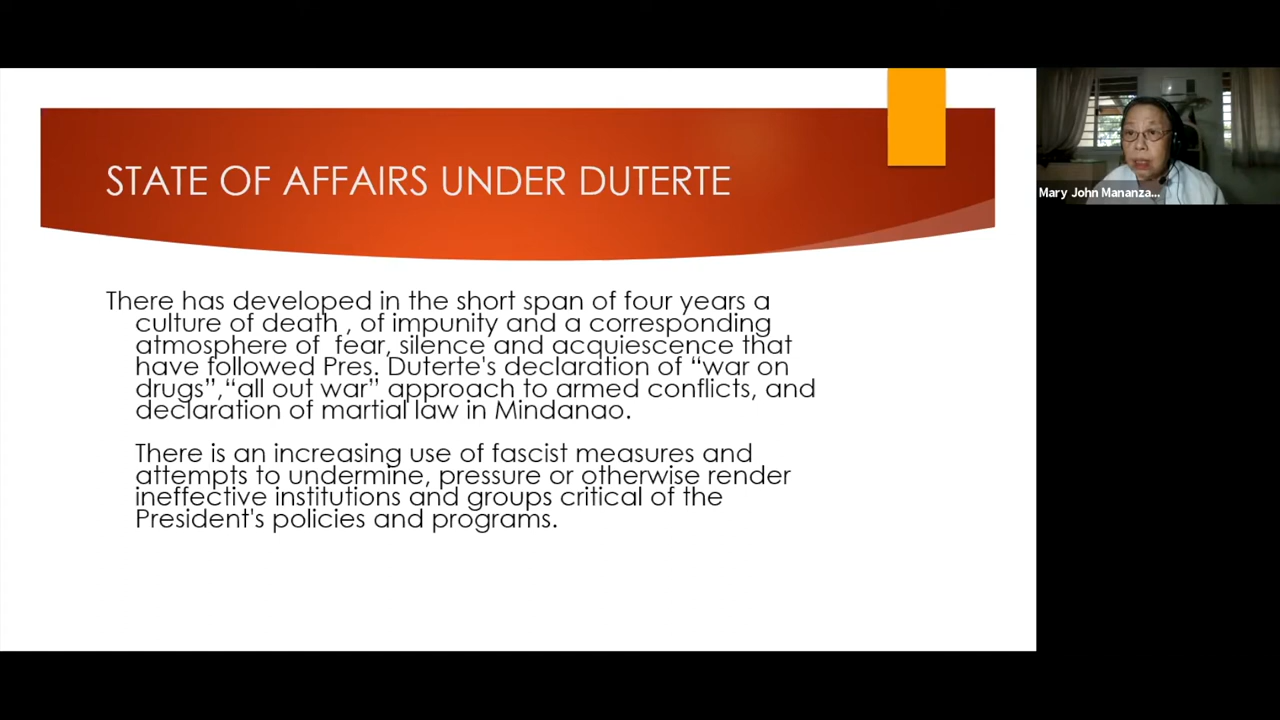 STATE OF AFFAIRS UNDER DUTERTE
There has developed in the short span of four years a
culture of death , of impunity and a corresponding
atmosphere of  fear, silence and acquiescence that
have followed Pres. Duterte's declaration of “war on
drugs”,“all out war” approach to armed conflicts, and
declaration of martial law in Mindanao.
There is an increasing use of fascist measures and
attempts to undermine, pressure or otherwise render
ineffective institutions and groups critical of the
President's policies and programs.
Mary John Mananza...